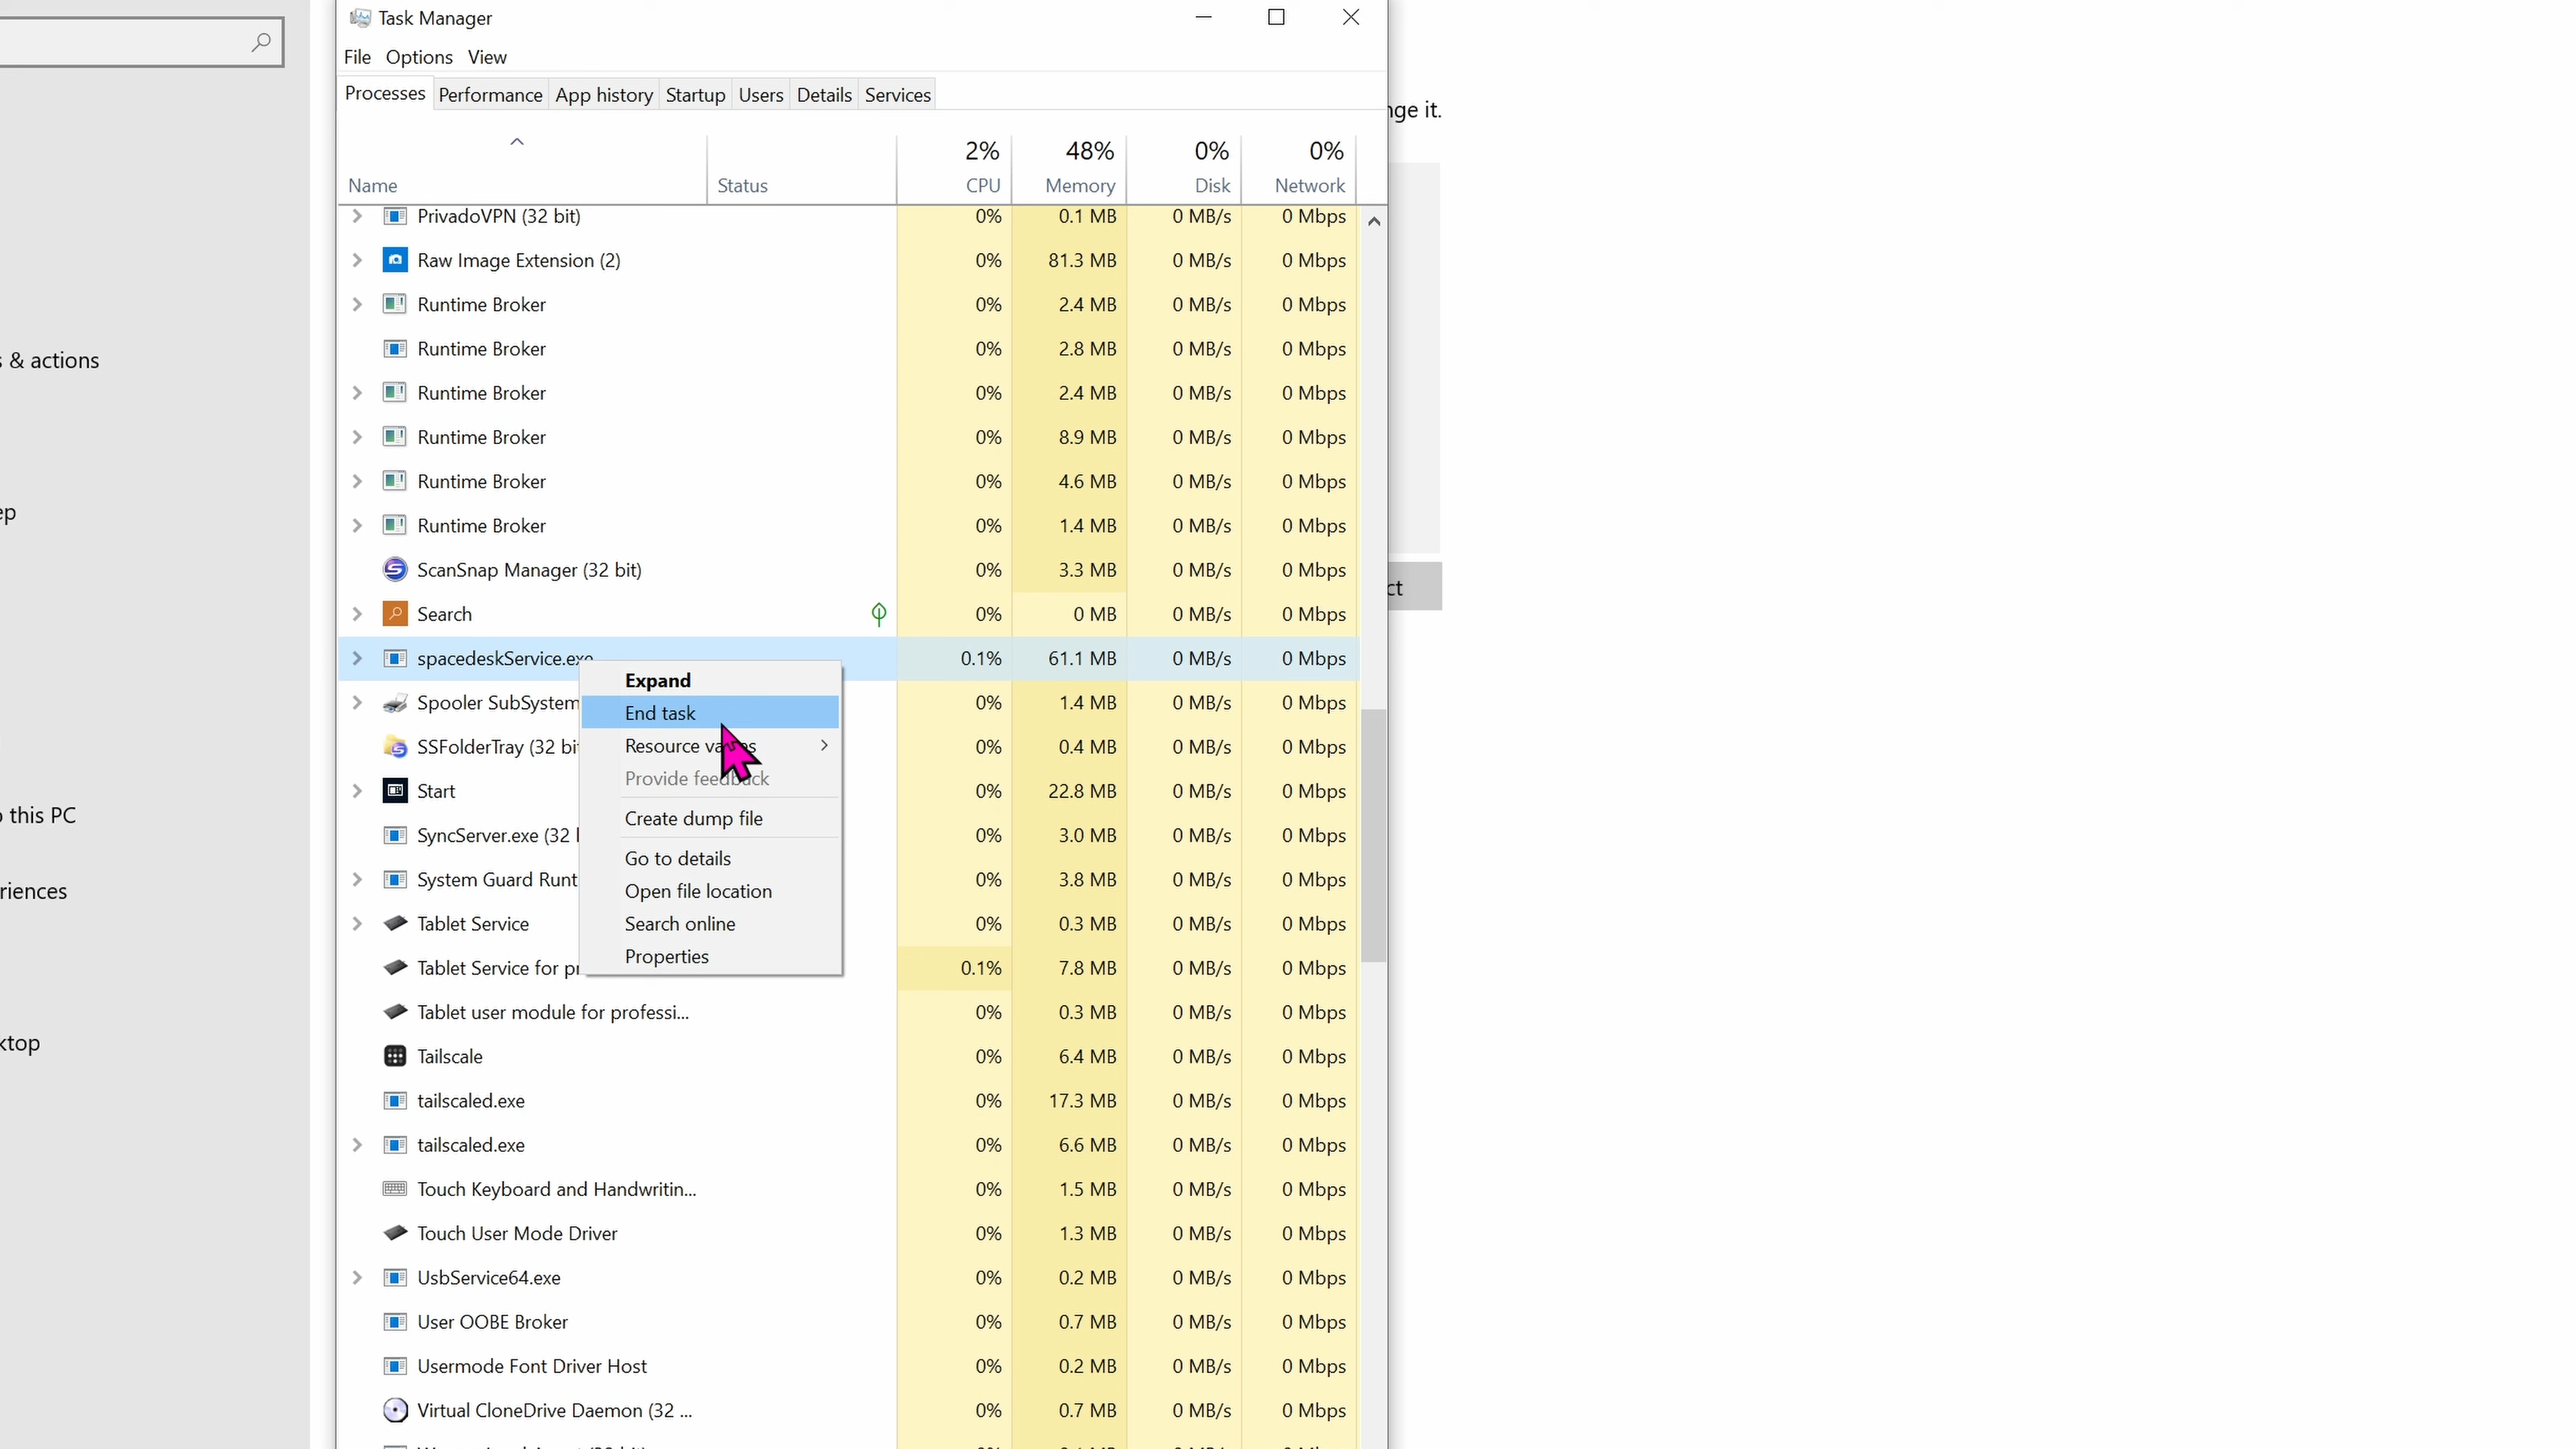 Task Manager
File Options View
Processes Performance App history Startup Users Details Services
nge it.
2% 48% 0% 0%
Name Status CPU Memory Disk Network
PrivadoVPN (32 bit) 0% 0.1 MB 0 MB/s 0 Mbps
Raw Image Extension (2) 0% 81.3 MB 0 MB/s 0 Mbps
Runtime Broker 0% 2.4 MB 0 MB/s 0 Mbps
Runtime Broker 0% 2.8 MB 0 MB/s 0 Mbps
s & actions
Runtime Broker 0% 2.4 MB 0 MB/s 0 Mbps
Runtime Broker 0% 8.9 MB 0 MB/s 0 Mbps
Runtime Broker 0% 4.6 MB 0 MB/s 0 Mbps
ep
Runtime Broker 0% 1.4 MB 0 MB/s 0 Mbps
ScanSnap Manager (32 bit) 0% 3.3 MB 0 MB/s 0 Mbps
ct
Search 0% 0 MB 0 MB/s 0 Mbps
spacedeskService.exe 0.1% 61.1 MB 0 MB/s 0 Mbps
Expand
Spooler SubSystem 0% 1.4 MB 0 MB/s 0 Mbps
End task
SSFolderTray (32 bit 0% 0.4 MB 0 MB/s 0 Mbps
Resource values
Provide feedback
Start 0% 22.8 MB 0 MB/s 0 Mbps
o this PC
Create dump file
SyncServer.exe (32 0% 3.0 MB 0 MB/s 0 Mbps
Go to details
System Guard Runt 0% 3.8 MB 0 MB/s 0 Mbps
riences
Open file location
Tablet Service 0% 0.3 MB 0 MB/s 0 Mbps
Search online
Properties
Tablet Service for pr 0.1% 7.8 MB 0 MB/s 0 Mbps
Tablet user module for professi... 0% 0.3 MB 0 MB/s 0 Mbps
ktop
Tailscale 0% 6.4 MB 0 MB/s 0 Mbps
tailscaled.exe 0% 17.3 MB 0 MB/s 0 Mbps
tailscaled.exe 0% 6.6 MB 0 MB/s 0 Mbps
Touch Keyboard and Handwritin... 0% 1.5 MB 0 MB/s 0 Mbps
Touch User Mode Driver 0% 1.3 MB 0 MB/s 0 Mbps
UsbService64.exe 0% 0.2 MB 0 MB/s 0 Mbps
User OOBE Broker 0% 0.7 MB 0 MB/s 0 Mbps
Usermode Font Driver Host 0% 0.2 MB 0 MB/s 0 Mbps
Virtual CloneDrive Daemon (32 ... 0% 0.7 MB 0 MB/s 0 Mbps